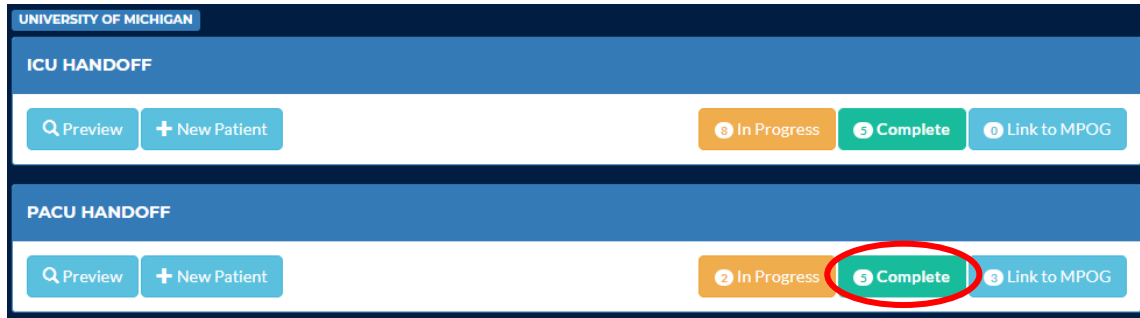 UNIVERSITY OF MICHIGAN
ICU HANDOFF
Preview New Patient 8 In Progress 5 Complete 0 Link to MPOG
PACU HANDOFF
Preview New Patient 2 In Progress 5 Complete 3 Link to MPOG